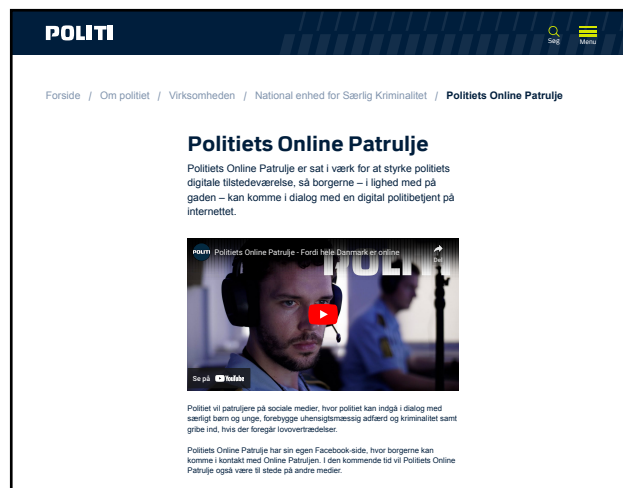 POLITI
Søg
Menu
Forside / Om politiet / Virksomheden / National enhed for Særlig Kriminalitet / Politiets Online Patrulje
Politiets Online Patrulje
Politiets Online Patrulje er sat i værk for at styrke politiets
digitale tilstedeværelse, så borgerne – i lighed med på
gaden – kan komme i dialog med en digital politibetjent på
internettet.
POLITI
Politiets Online Patrulje - Fordi hele Danmark er online
Del
POLITI
Se på YouTube
Politiet vil patruljere på sociale medier, hvor politiet kan indgå i dialog med
særligt børn og unge, forebygge uhensigtsmæssig adfærd og kriminalitet samt
gribe ind, hvis der foregår lovovertrædelser.
Politiets Online Patrulje har sin egen Facebook-side, hvor borgerne kan
komme i kontakt med Online Patruljen. I den kommende tid vil Politiets Online
Patrulje også være til stede på andre medier.